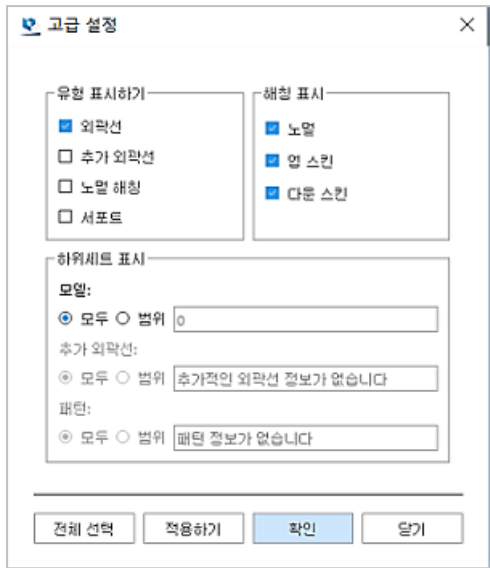 고급 설정
유형 표시하기
외곽선
추가 외곽선
노멀 해칭
서포트
해칭 표시
노멀
업 스킨
다운 스킨
하위세트 표시
모델:
모두 범위 0
추가 외곽선:
모두 범위 추가적인 외곽선 정보가 없습니다
패턴:
모두 범위 패턴 정보가 없습니다
전체 선택 적용하기 확인 닫기